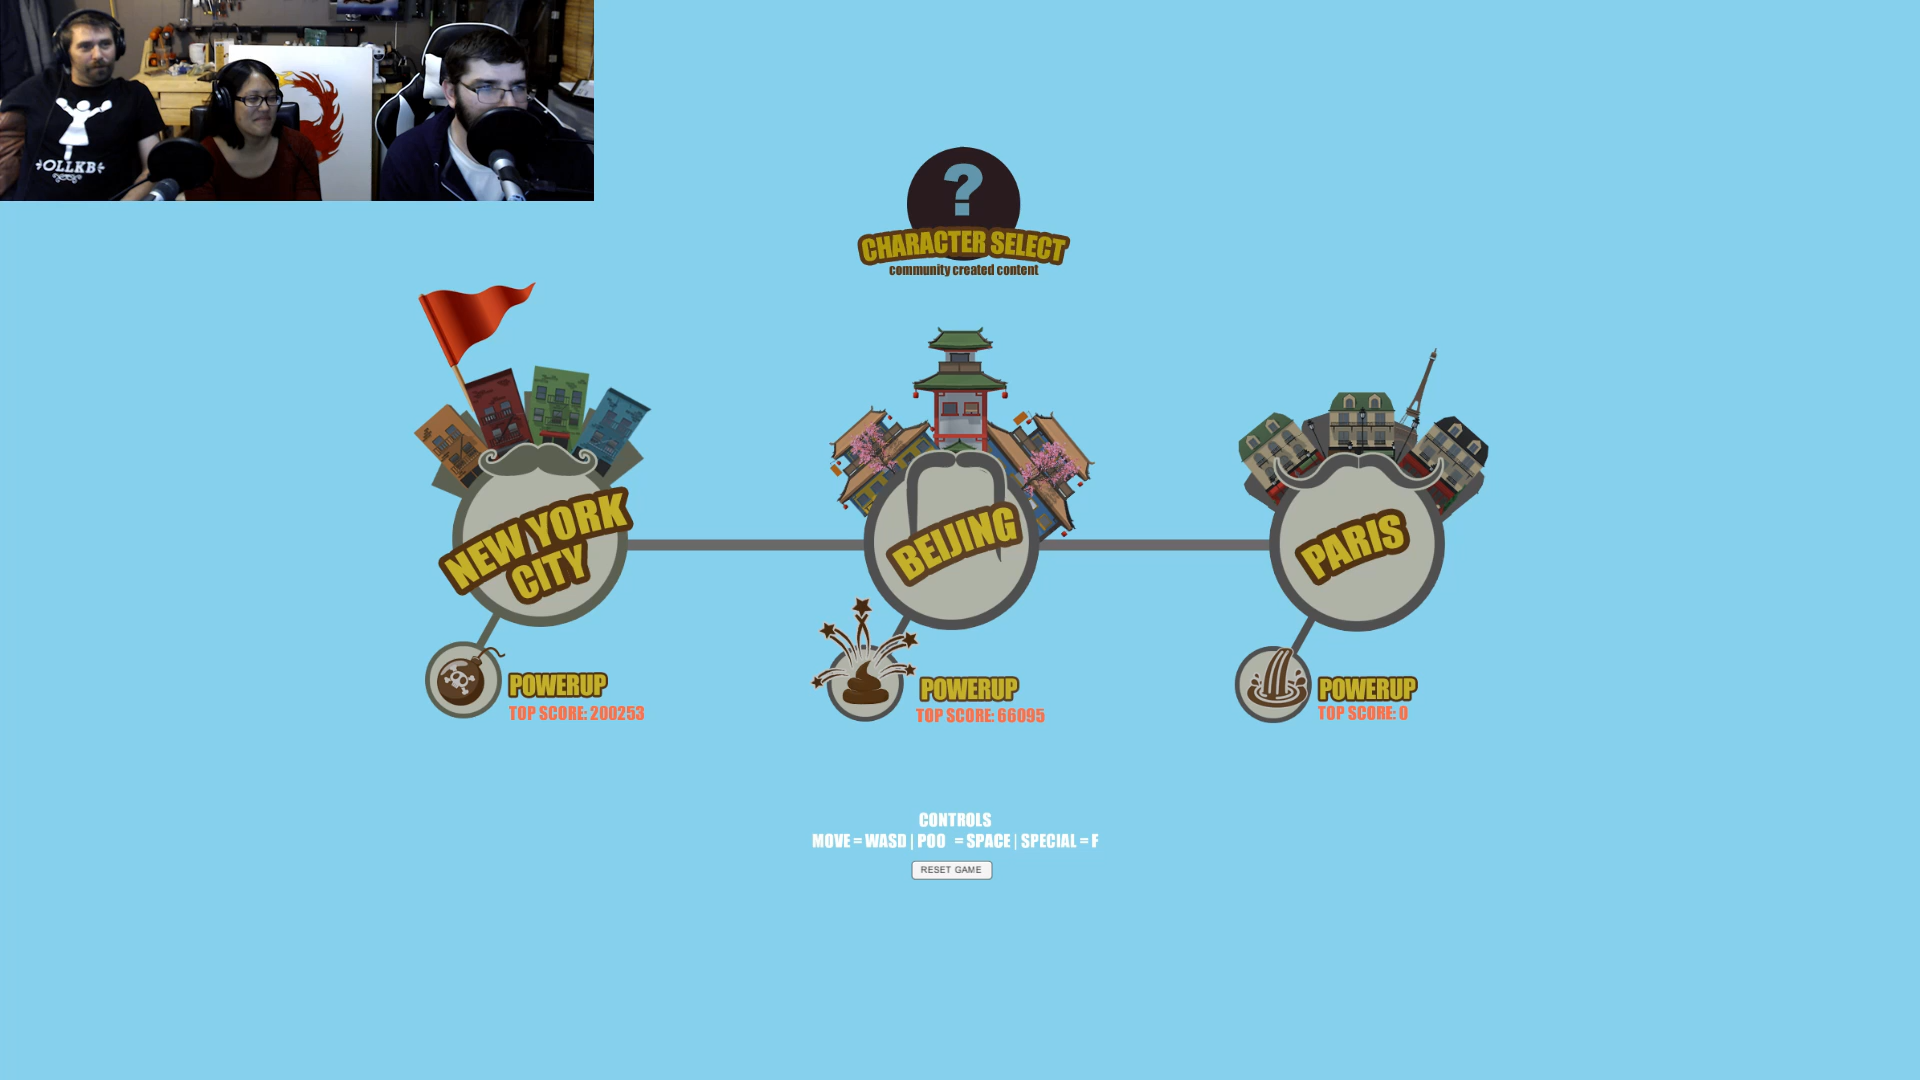 OLLKB
CHARACTER SELECT
community created content
NEW YORK
CITY
BEIJING
PARIS
POWERUP
TOP SCORE: 200253
POWERUP
TOP SCORE: 66095
POWERUP
TOP SCORE: 0
CONTROLS
MOVE = WASD | POO = SPACE | SPECIAL = F
RESET GAME